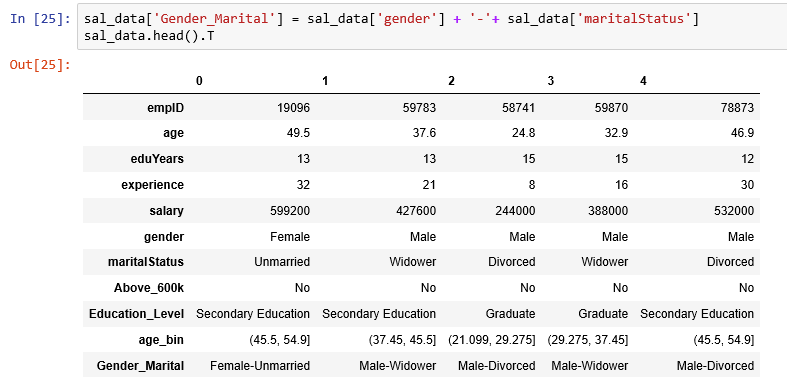 In [25]: sal_data['Gender_Marital'] = sal_data['gender'] + '-'+ sal_data['maritalStatus']
sal_data.head().T
Out[25]:
0 1 2 3 4
empID 19096 59783 58741 59870 78873
age 49.5 37.6 24.8 32.9 46.9
eduYears 13 13 15 15 12
experience 32 21 8 16 30
salary 599200 427600 244000 388000 532000
gender Female Male Male Male Male
maritalStatus Unmarried Widower Divorced Widower Divorced
Above_600k No No No No No
Education_Level Secondary Education Secondary Education Graduate Graduate Secondary Education
age_bin (45.5, 54.9] (37.45, 45.5] (21.099, 29.275] (29.275, 37.45] (45.5, 54.9]
Gender_Marital Female-Unmarried Male-Widower Male-Divorced Male-Widower Male-Divorced